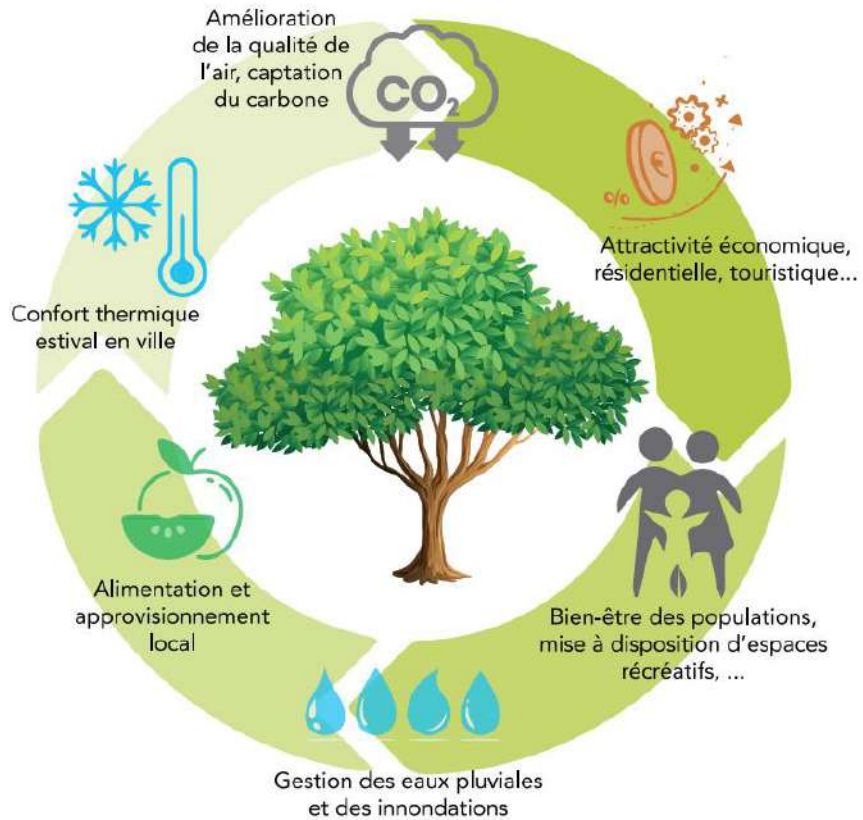 Amélioration
de la qualité de
l'air, captation
du carbone
CO₂
%
Attractivité économique,
résidentielle, touristique...
Confort thermique
estival en ville
Alimentation et
approvisionnement
local
Bien-être des populations,
mise à disposition d'espaces
récréatifs, ...
Gestion des eaux pluviales
et des innondations